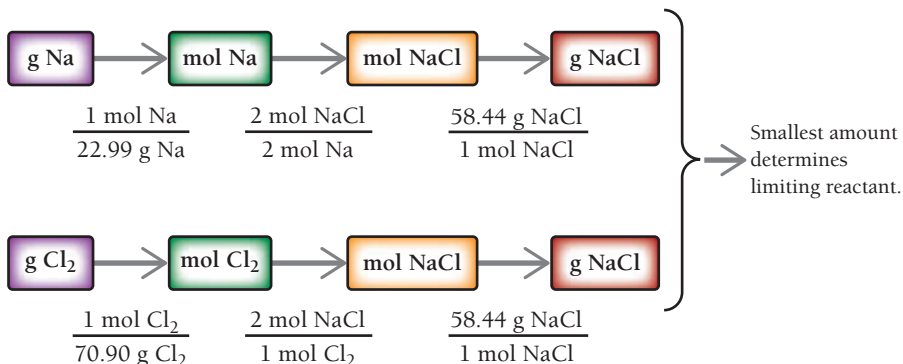 g Na mol Na mol NaCl g NaCl
1 mol Na 2 mol NaCl 58.44 g NaCl
22.99 g Na 2 mol Na 1 mol NaCl
Smallest amount
determines
limiting reactant.
g Cl₂ mol Cl₂ mol NaCl g NaCl
1 mol Cl₂ 2 mol NaCl 58.44 g NaCl
70.90 g Cl₂ 1 mol Cl₂ 1 mol NaCl